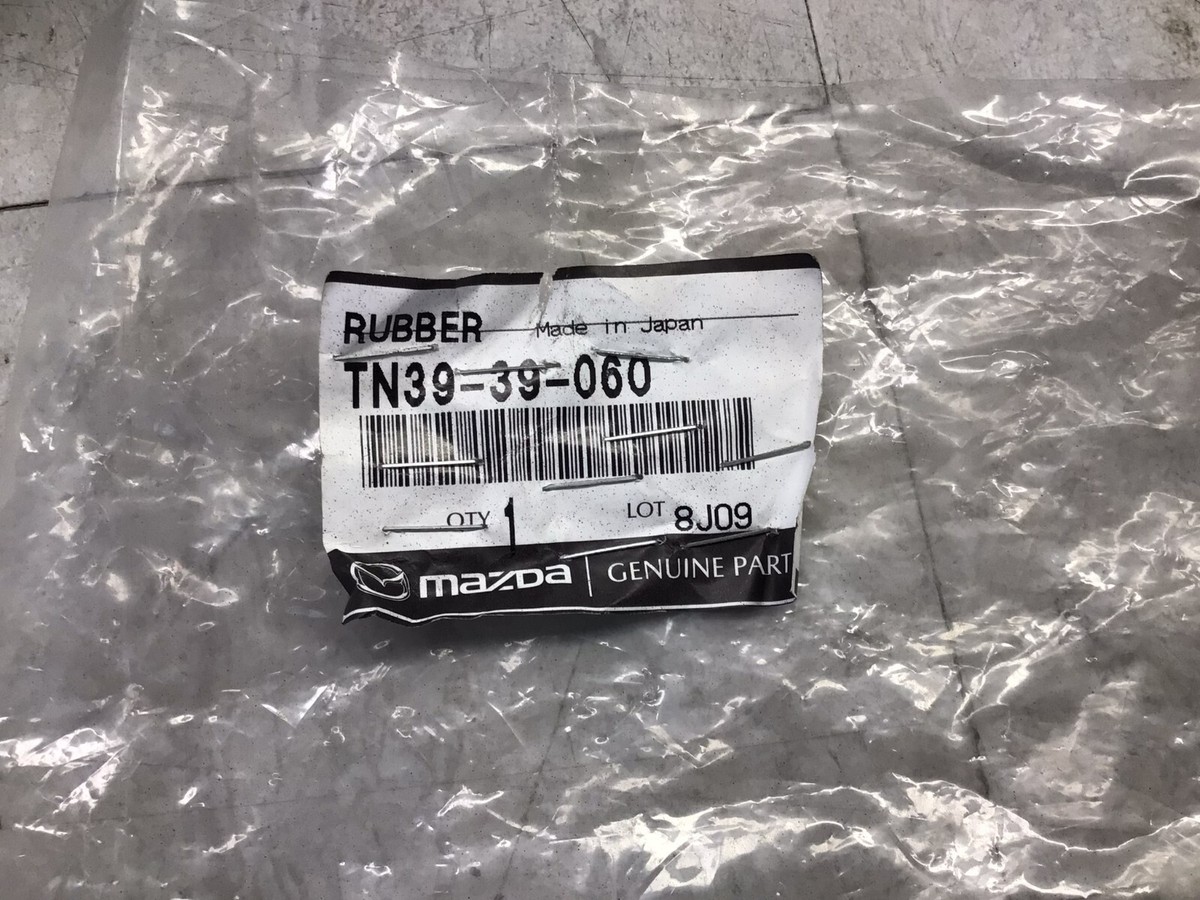 RUBBER Made in Japan
TN39-39-060
QTY 1 LOT 8J09
mazda | GENUINE PART